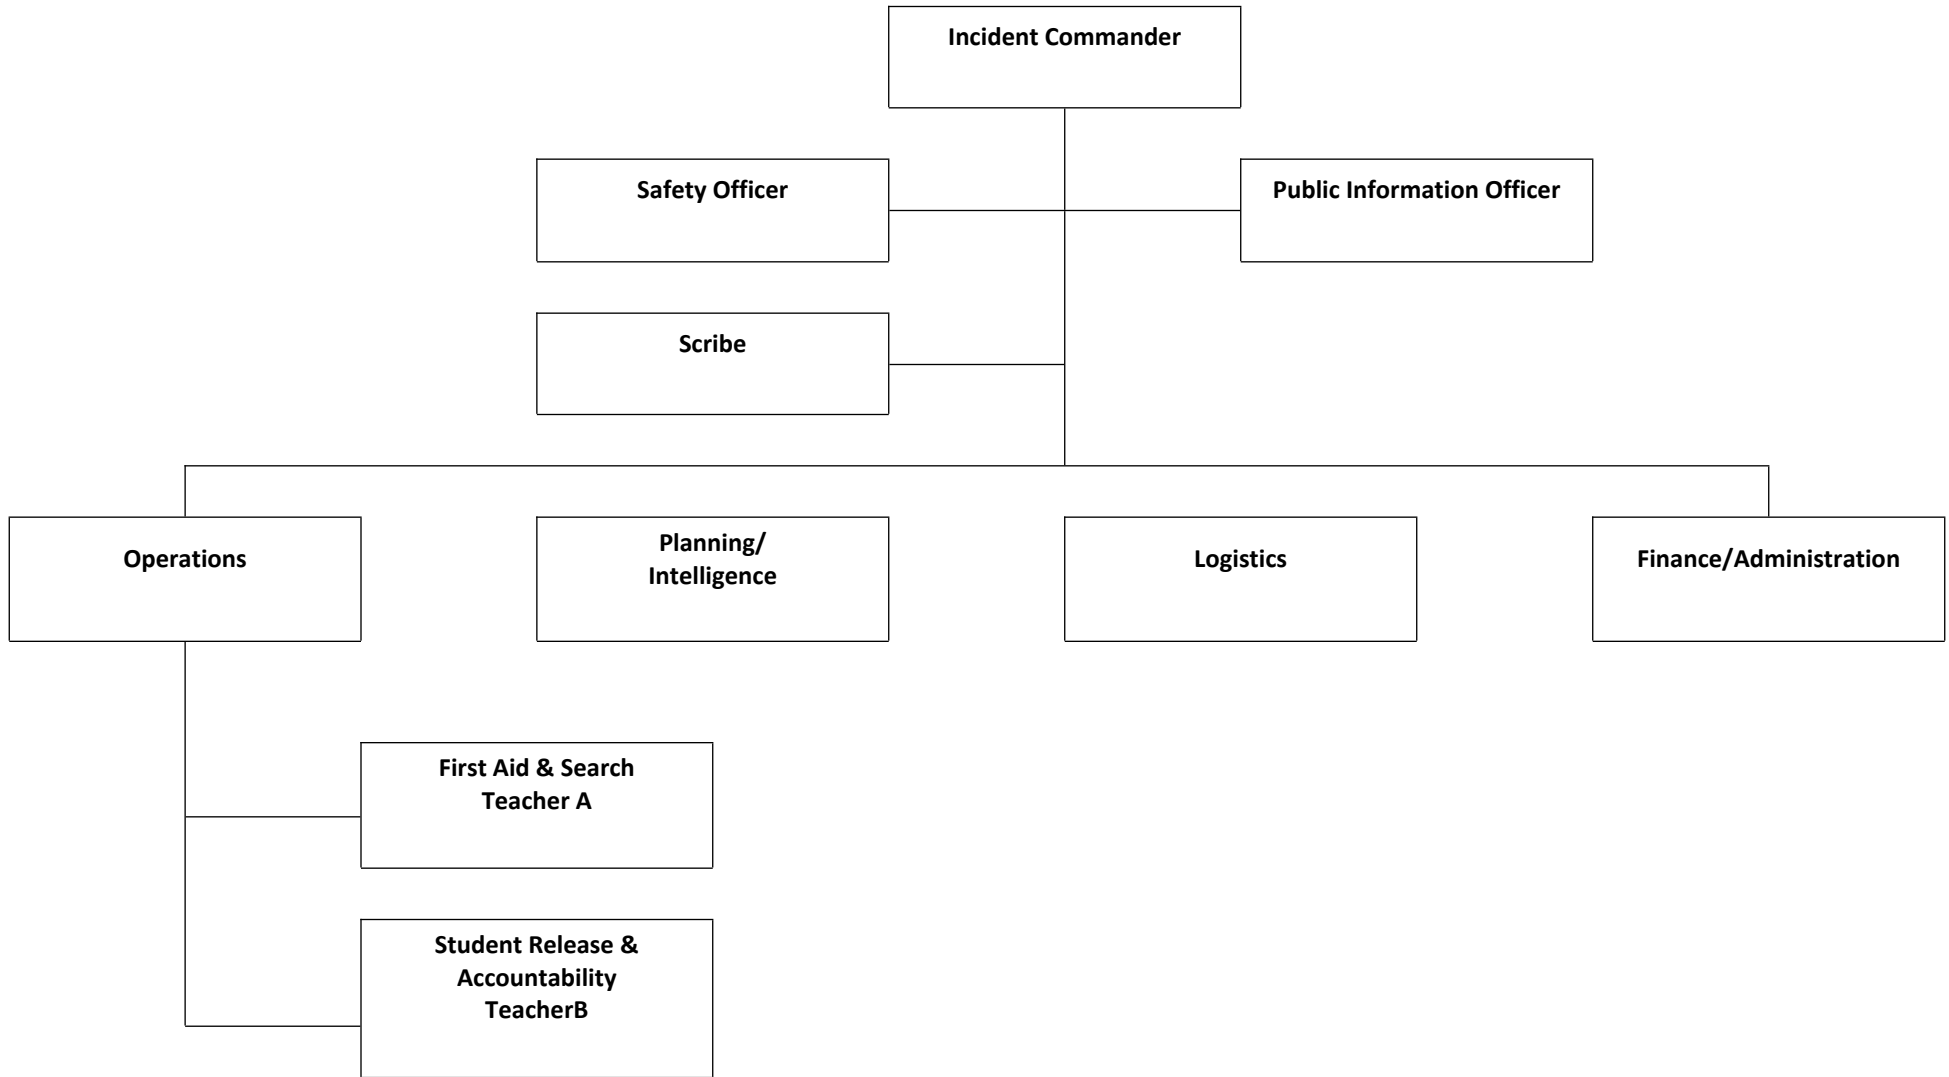 Incident Commander
Safety Officer
Public Information Officer
Scribe
Operations
Planning/
Intelligence
Logistics
Finance/Administration
First Aid & Search
Teacher A
Student Release &
Accountability
TeacherB